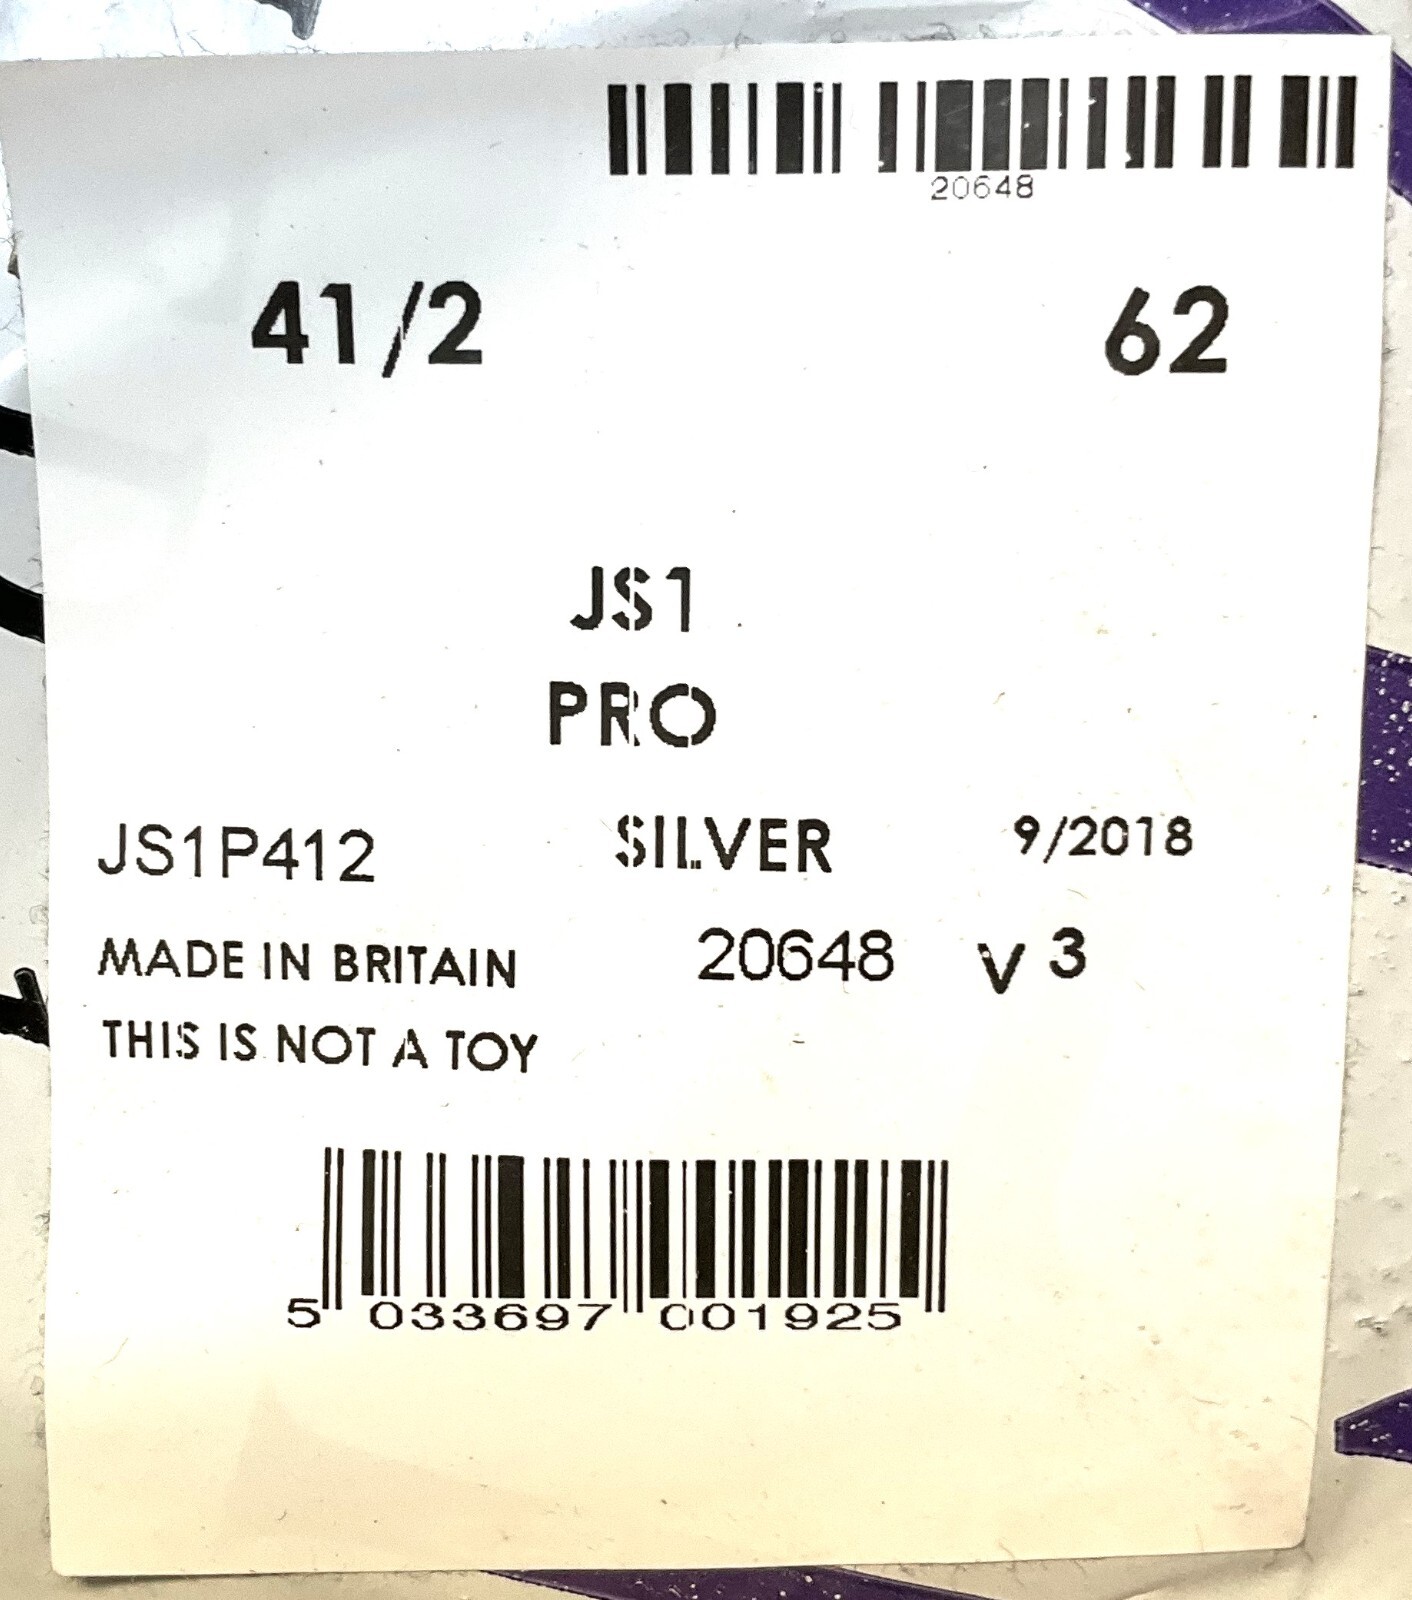 20648
41/2 62
JS1
PRO
JS1P412 SILVER 9/2018
MADE IN BRITAIN 20648 V 3
THIS IS NOT A TOY
5 033697 001925